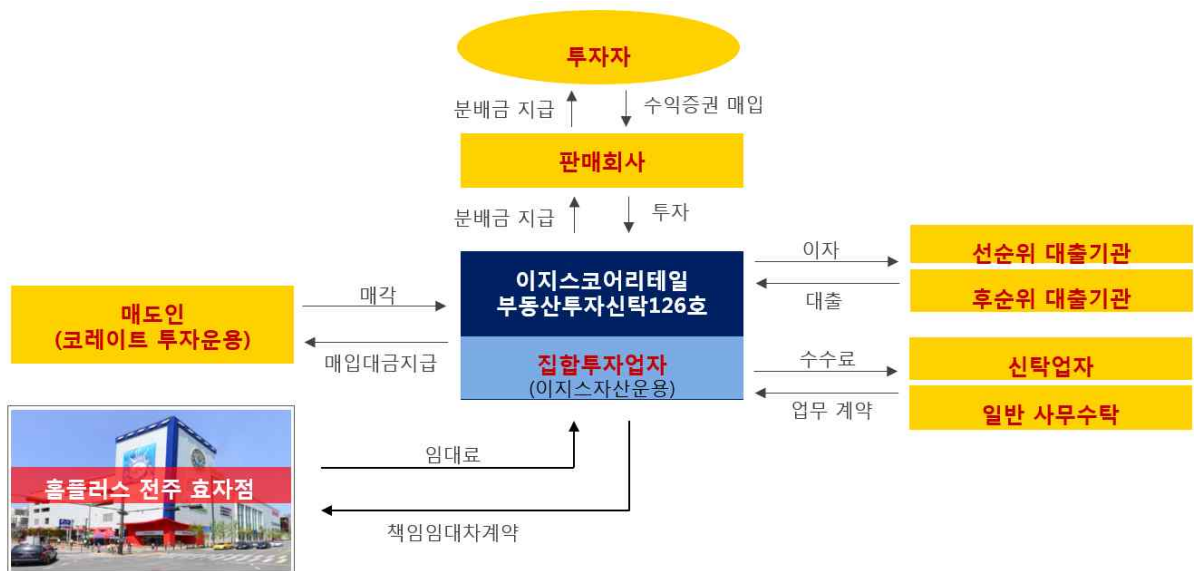 투자자
분배금 지급
수익증권 매입
판매회사
분배금 지급
투자
이지스코어리테일
부동산투자신탁126호
집합투자업자
(이지스자산운용)
이자
대출
선순위 대출기관
후순위 대출기관
매도인
(코레이트 투자운용)
매각
매입대금지급
수수료
업무 계약
신탁업자
일반 사무수탁
홈플러스 전주 효자점
임대료
책임임대차계약